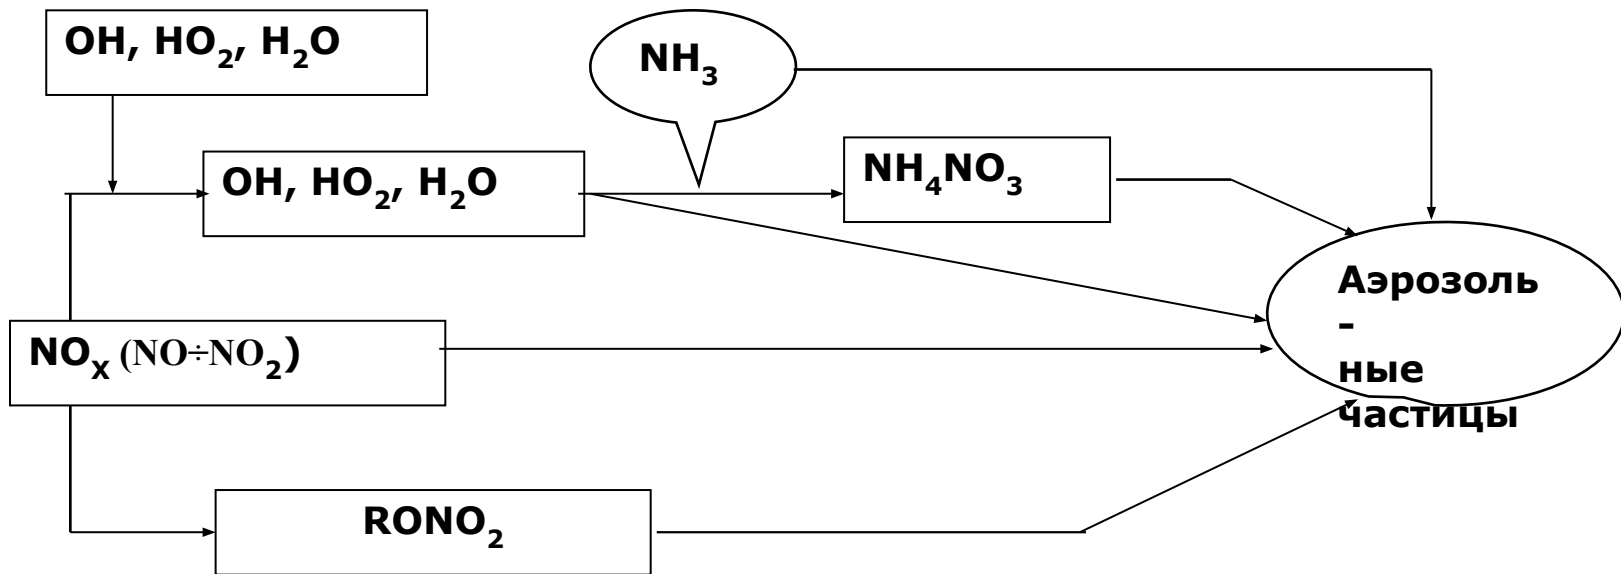 OH, HO₂, H₂O
NH₃
OH, HO₂, H₂O
NH₄NO₃
Аэрозоль
-
ные
частицы
NOₓ (NO÷NO₂)
RONO₂